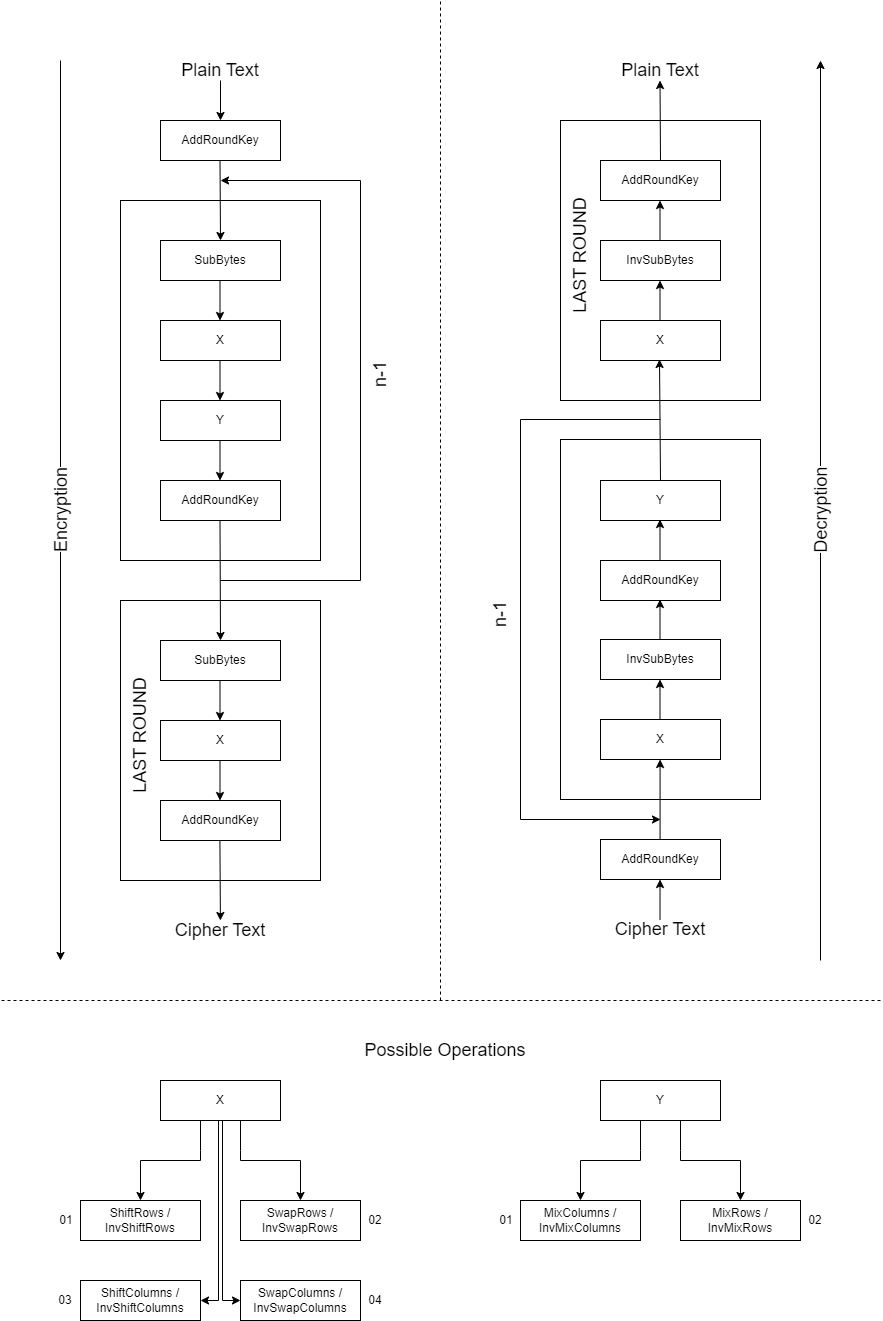 Plain Text
AddRoundKey
SubBytes
X
Y
AddRoundKey
n-1
Encryption
LAST ROUND
SubBytes
X
AddRoundKey
Cipher Text
Plain Text
LAST ROUND
AddRoundKey
InvSubBytes
X
Y
AddRoundKey
InvSubBytes
X
n-1
Decryption
AddRoundKey
Cipher Text
Possible Operations
X
01
ShiftRows /
InvShiftRows
SwapRows /
InvSwapRows
02
03
ShiftColumns /
InvShiftColumns
SwapColumns /
InvSwapColumns
04
Y
01
MixColumns /
InvMixColumns
MixRows /
InvMixRows
02